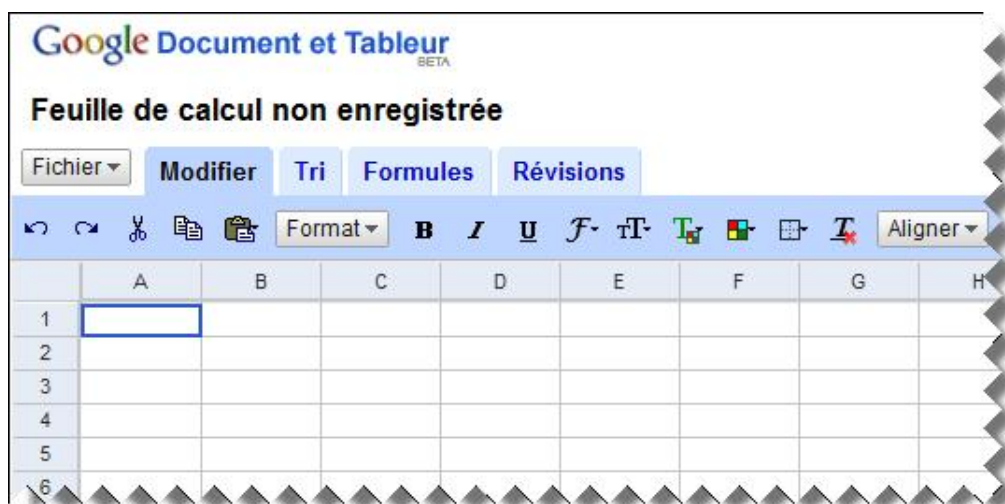 Google Document et Tableur
BETA
Feuille de calcul non enregistrée
Fichier Modifier Tri Formules Révisions
Format B I U F TT T T Aligner
A B C D E F G H
1
2
3
4
5
6